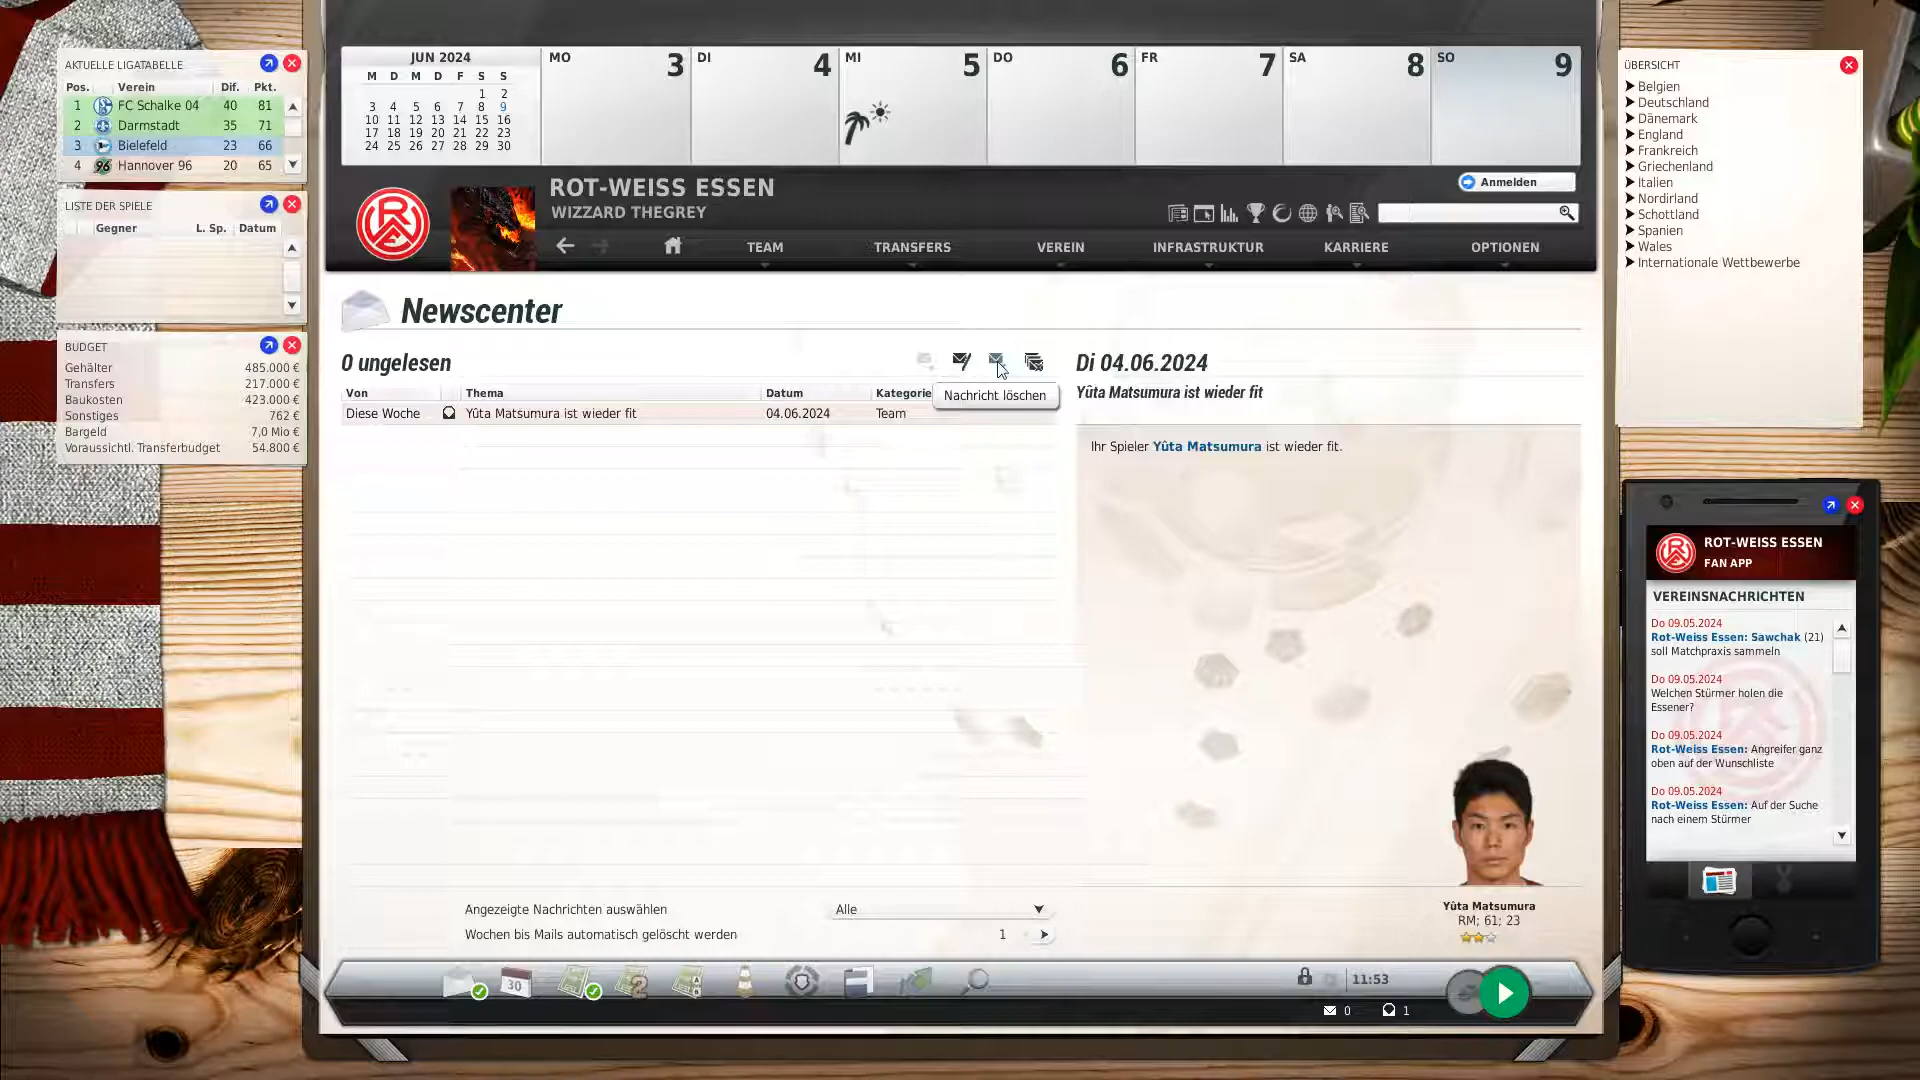 AKTUELLE LIGATABELLE
Pos. Verein Dif. Pkt.
1 FC Schalke 04 40 81
2 Darmstadt 35 71
3 Bielefeld 23 66
4 Hannover 96 20 65
LISTE DER SPIELE
Gegner L. Sp. Datum
BUDGET
Gehälter 485.000 €
Transfers 217.000 €
Baukosten 423.000 €
Sonstiges 762 €
Bargeld 7,0 Mio €
Voraussichtl. Transferbudget 54.800 €
JUN 2024
M D M D F S S
1 2
3 4 5 6 7 8 9
10 11 12 13 14 15 16
17 18 19 20 21 22 23
24 25 26 27 28 29 30
MO 3 DI 4 MI 5 DO 6 FR 7 SA 8 SO 9
ROT-WEISS ESSEN
WIZZARD THEGREY
Anmelden
TEAM TRANSFERS VEREIN INFRASTRUKTUR KARRIERE OPTIONEN
Newscenter
0 ungelesen
Von Thema Datum Kategorie
Nachricht löschen
Diese Woche Yûta Matsumura ist wieder fit 04.06.2024 Team
Di 04.06.2024
Yûta Matsumura ist wieder fit
Ihr Spieler Yûta Matsumura ist wieder fit.
Yûta Matsumura
RM; 61; 23
Angezeigte Nachrichten auswählen Alle
Wochen bis Mails automatisch gelöscht werden 1
30
11:53
0 1
ÜBERSICHT
Belgien
Deutschland
Dänemark
England
Frankreich
Griechenland
Italien
Nordirland
Schottland
Spanien
Wales
Internationale Wettbewerbe
ROT-WEISS ESSEN
FAN APP
VEREINSNACHRICHTEN
Do 09.05.2024
Rot-Weiss Essen: Sawchak (21)
soll Matchpraxis sammeln
Do 09.05.2024
Welchen Stürmer holen die
Essener?
Do 09.05.2024
Rot-Weiss Essen: Angreifer ganz
oben auf der Wunschliste
Do 09.05.2024
Rot-Weiss Essen: Auf der Suche
nach einem Stürmer